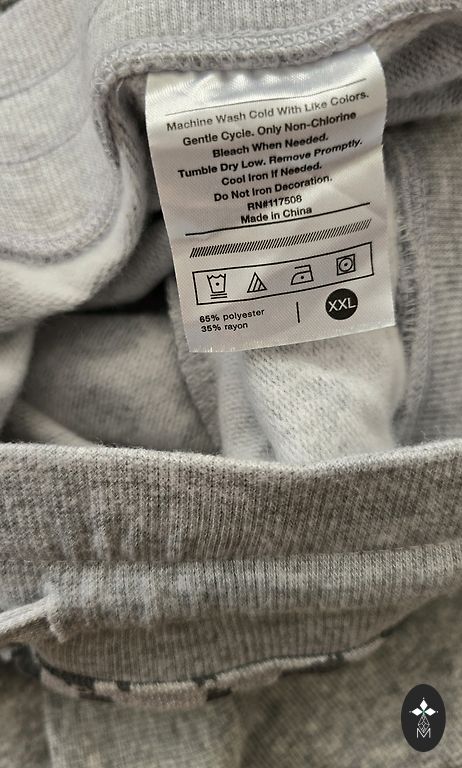 Machine Wash Cold With Like Colors.
Gentle Cycle. Only Non-Chlorine
Bleach When Needed.
Tumble Dry Low. Remove Promptly.
Cool Iron If Needed.
Do Not Iron Decoration.
RN#117508
Made in China
65% polyester
35% rayon
XXL
M